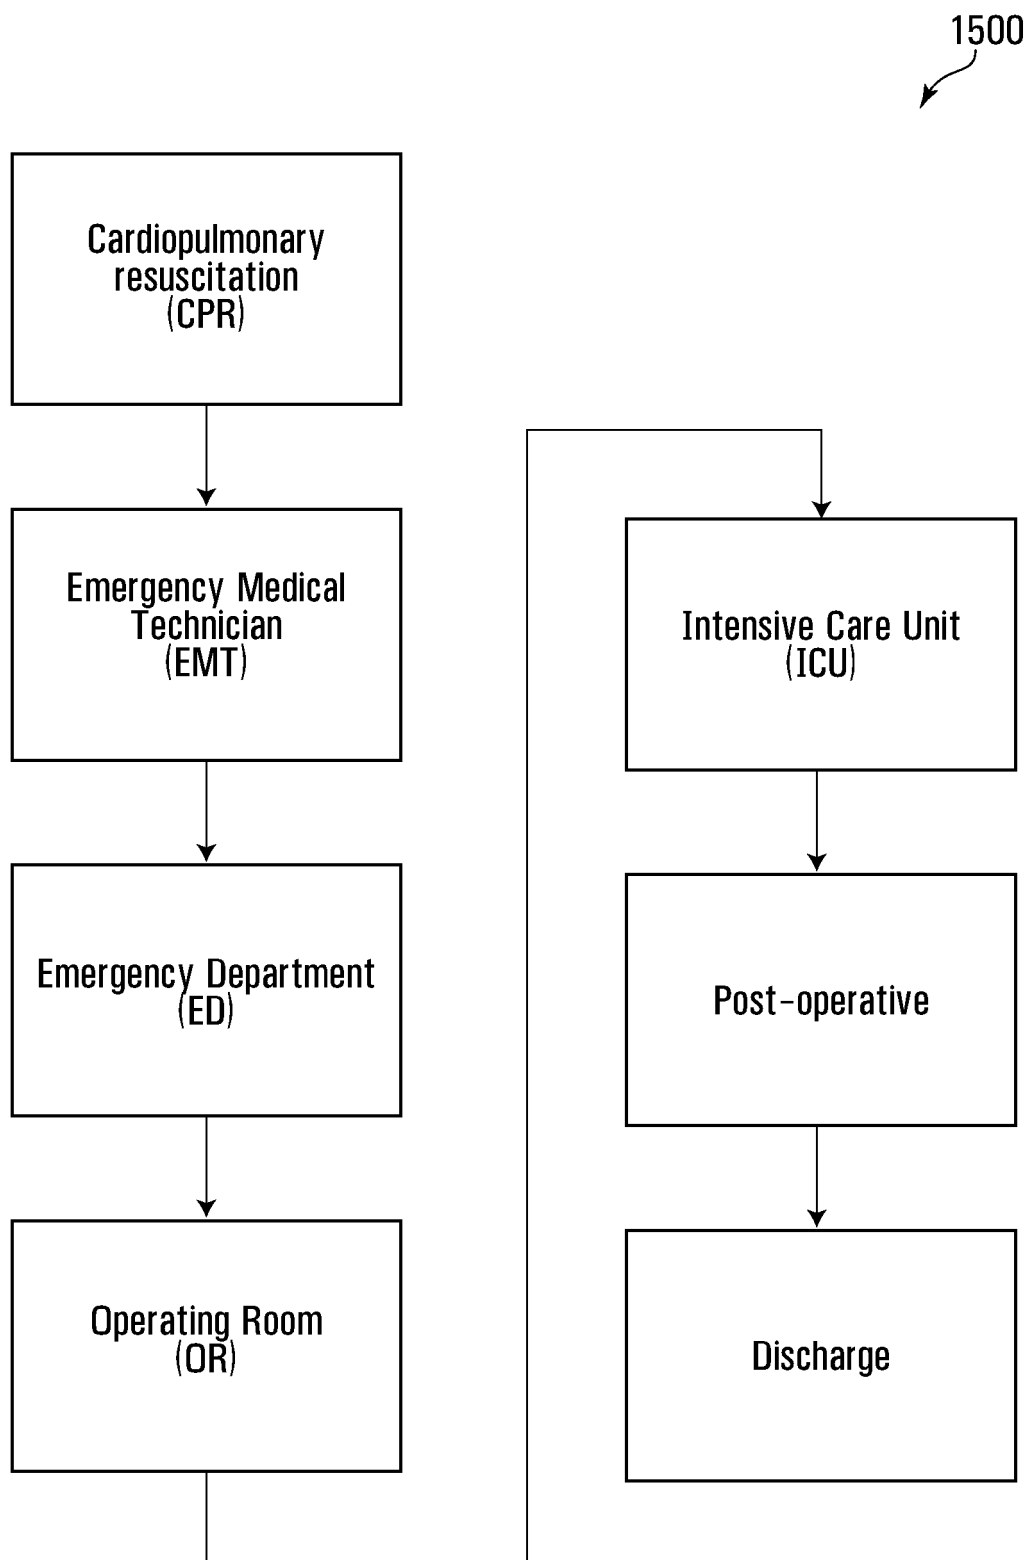 1500
Cardiopulmonary
resuscitation
(CPR)
Emergency Medical
Technician
(EMT)
Emergency Department
(ED)
Operating Room
(OR)
Intensive Care Unit
(ICU)
Post-operative
Discharge